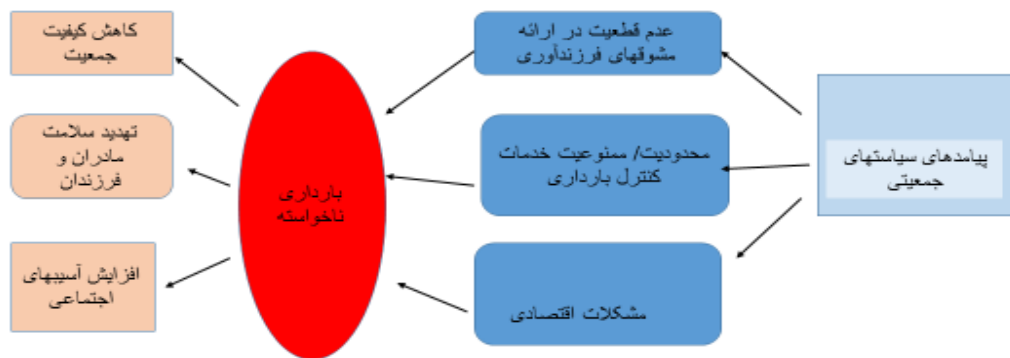 پیامدهای سیاستهای
جمعیتی
عدم قطعیت در ارائه
مشوقهای فرزندآوری
محدودیت/ ممنوعیت خدمات
کنترل بارداری
مشکلات اقتصادی
بارداری
ناخواسته
کاهش کیفیت
جمعیت
تهدید سلامت
مادران و
فرزندان
افزایش آسیبهای
اجتماعی